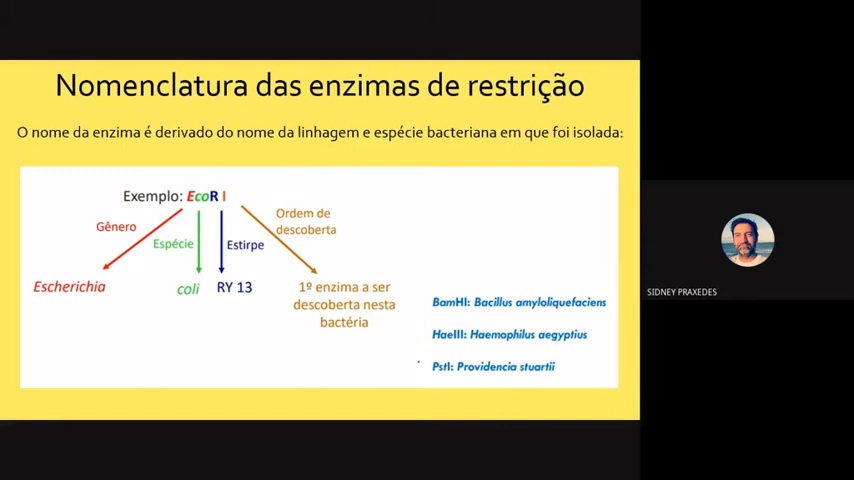 Nomenclatura das enzimas de restrição
O nome da enzima é derivado do nome da linhagem e espécie bacteriana em que foi isolada:
Exemplo: EcoR I
Gênero
Espécie
Estirpe
Ordem de
descoberta
Escherichia
coli
RY 13
1º enzima a ser
descoberta nesta
bactéria
BamHI: Bacillus amyloliquefaciens
HaeIII: Haemophilus aegyptius
PstI: Providencia stuartii
SIDNEY PRAXEDES